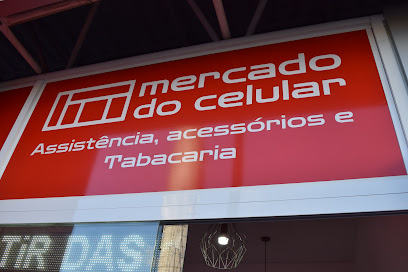 mercado
do celular
Assistência, acessórios e
Tabacaria
TiR DAS